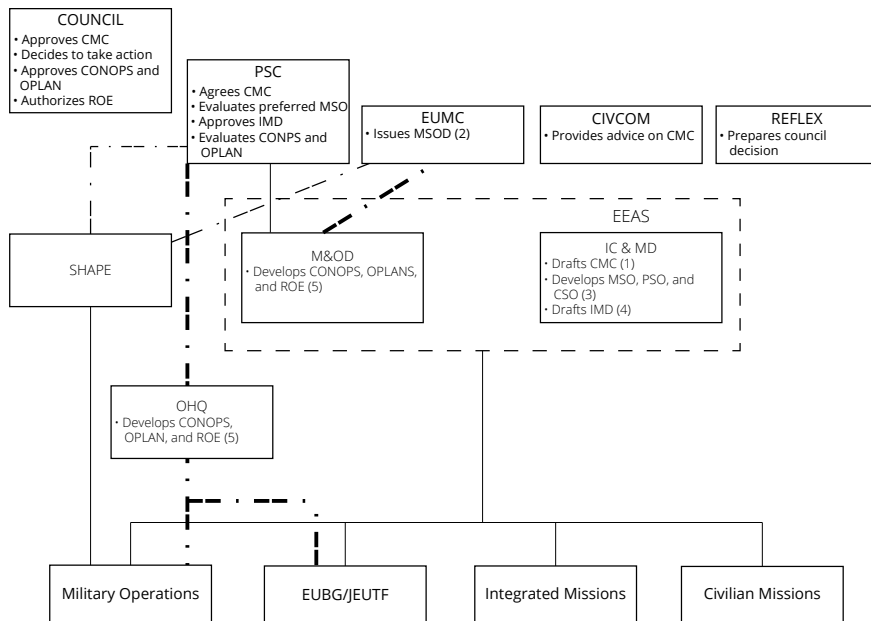 COUNCIL
• Approves CMC
• Decides to take action
• Approves CONOPS and
OPLAN
• Authorizes ROE
PSC
• Agrees CMC
• Evaluates preferred MSO
• Approves IMD
• Evaluates CONPS and
OPLAN
EUMC
• Issues MSOD (2)
CIVCOM
• Provides advice on CMC
REFLEX
• Prepares council
decision
EEAS
SHAPE
M&OD
• Develops CONOPS, OPLANS,
and ROE (5)
IC & MD
• Drafts CMC (1)
• Develops MSO, PSO, and
CSO (3)
• Drafts IMD (4)
OHQ
• Develops CONOPS,
OPLAN, and ROE (5)
Military Operations
EUBG/JEUTF
Integrated Missions
Civilian Missions